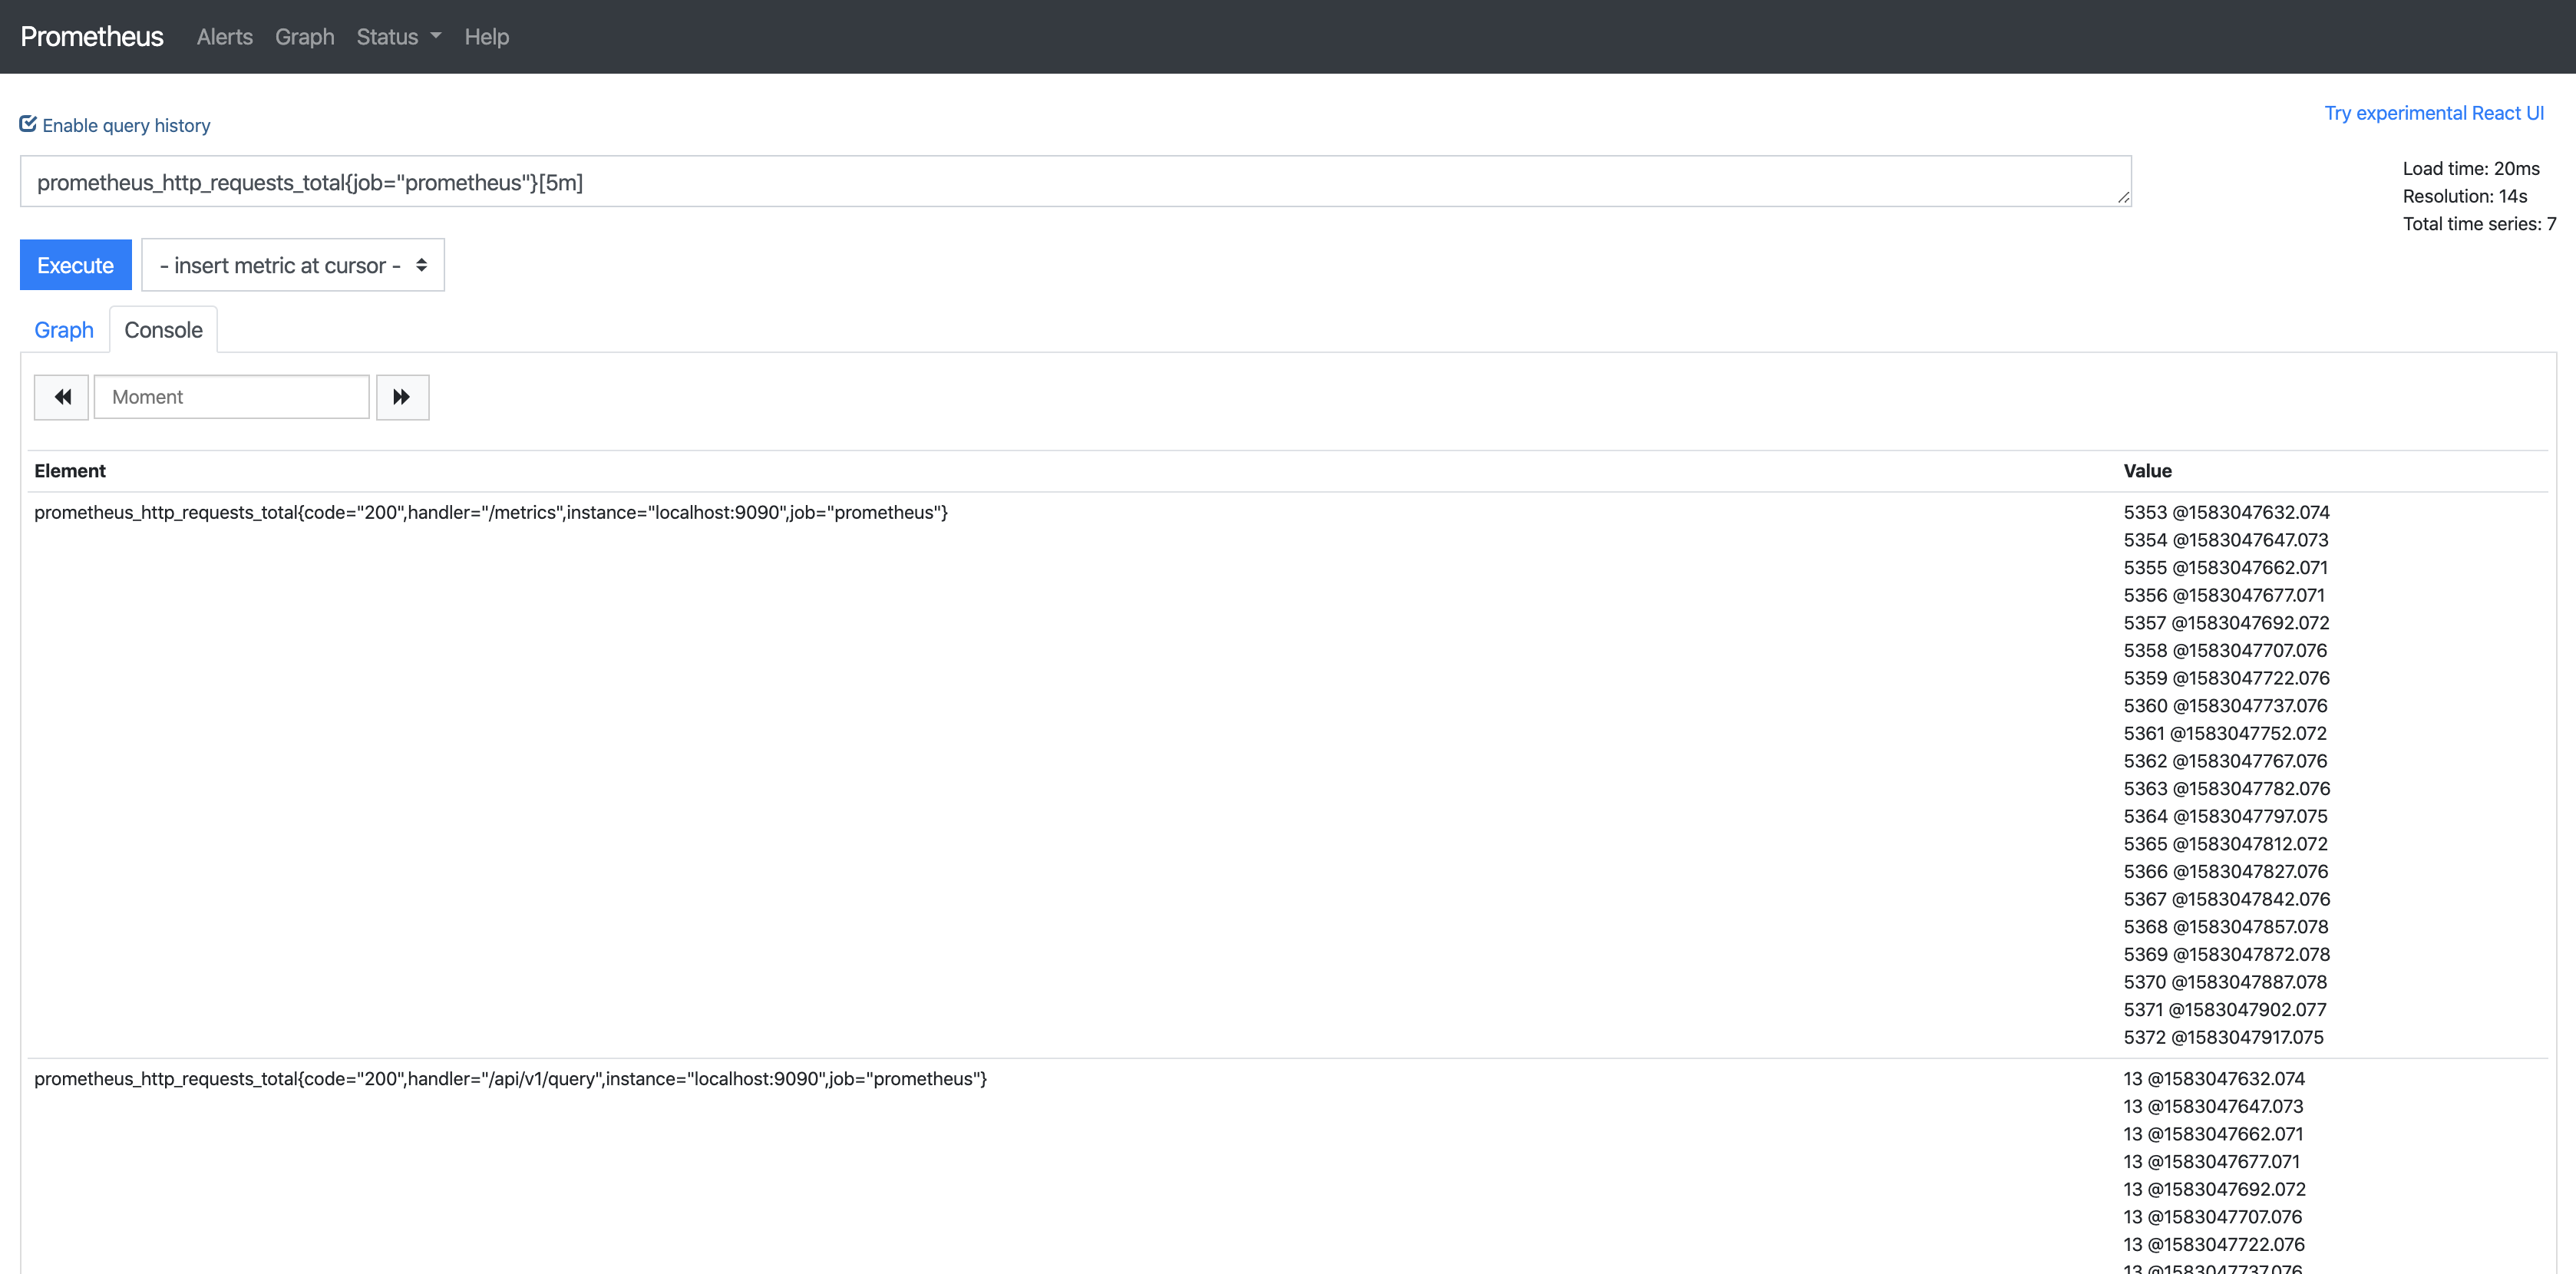 Prometheus Alerts Graph Status Help
Try experimental React UI
Enable query history
prometheus_http_requests_total{job="prometheus"}[5m]
Load time: 20ms
Resolution: 14s
Total time series: 7
Execute - insert metric at cursor -
Graph Console
Moment
Element Value
prometheus_http_requests_total{code="200",handler="/metrics",instance="localhost:9090",job="prometheus"} 5353 @1583047632.074
5354 @1583047647.073
5355 @1583047662.071
5356 @1583047677.071
5357 @1583047692.072
5358 @1583047707.076
5359 @1583047722.076
5360 @1583047737.076
5361 @1583047752.072
5362 @1583047767.076
5363 @1583047782.076
5364 @1583047797.075
5365 @1583047812.072
5366 @1583047827.076
5367 @1583047842.076
5368 @1583047857.078
5369 @1583047872.078
5370 @1583047887.078
5371 @1583047902.077
5372 @1583047917.075
prometheus_http_requests_total{code="200",handler="/api/v1/query",instance="localhost:9090",job="prometheus"} 13 @1583047632.074
13 @1583047647.073
13 @1583047662.071
13 @1583047677.071
13 @1583047692.072
13 @1583047707.076
13 @1583047722.076
13 @1583047737.076